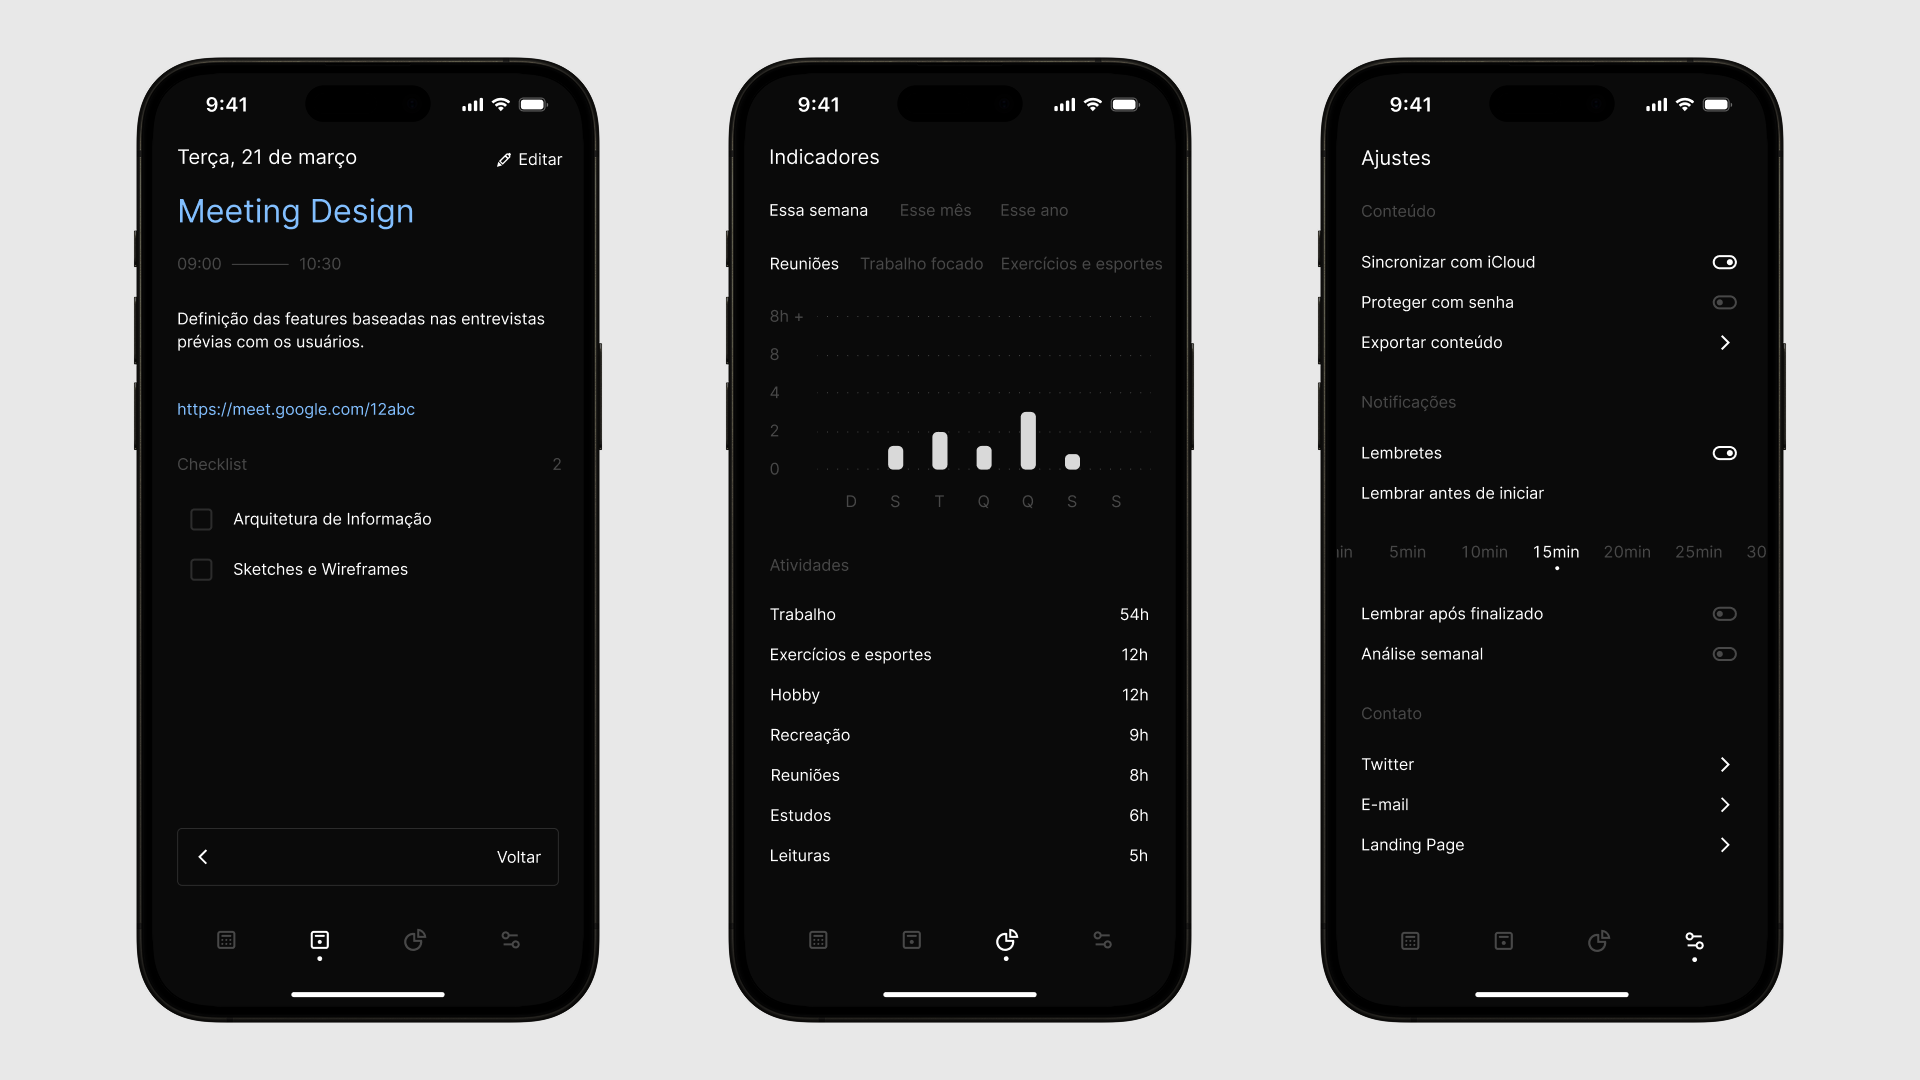 9:41
Terça, 21 de março
Editar
Meeting Design
09:00 10:30
Definição das features baseadas nas entrevistas
prévias com os usuários.
https://meet.google.com/12abc
Checklist 2
Arquitetura de Informação
Sketches e Wireframes
Voltar
9:41
Indicadores
Essa semana Esse mês Esse ano
Reuniões Trabalho focado Exercícios e esportes
8h +
8
4
2
0
D S T Q Q S S
Atividades
Trabalho 54h
Exercícios e esportes 12h
Hobby 12h
Recreação 9h
Reuniões 8h
Estudos 6h
Leituras 5h
9:41
Ajustes
Conteúdo
Sincronizar com iCloud
Proteger com senha
Exportar conteúdo
Notificações
Lembretes
Lembrar antes de iniciar
5min 10min 15min 20min 25min 30
Lembrar após finalizado
Análise semanal
Contato
Twitter
E-mail
Landing Page